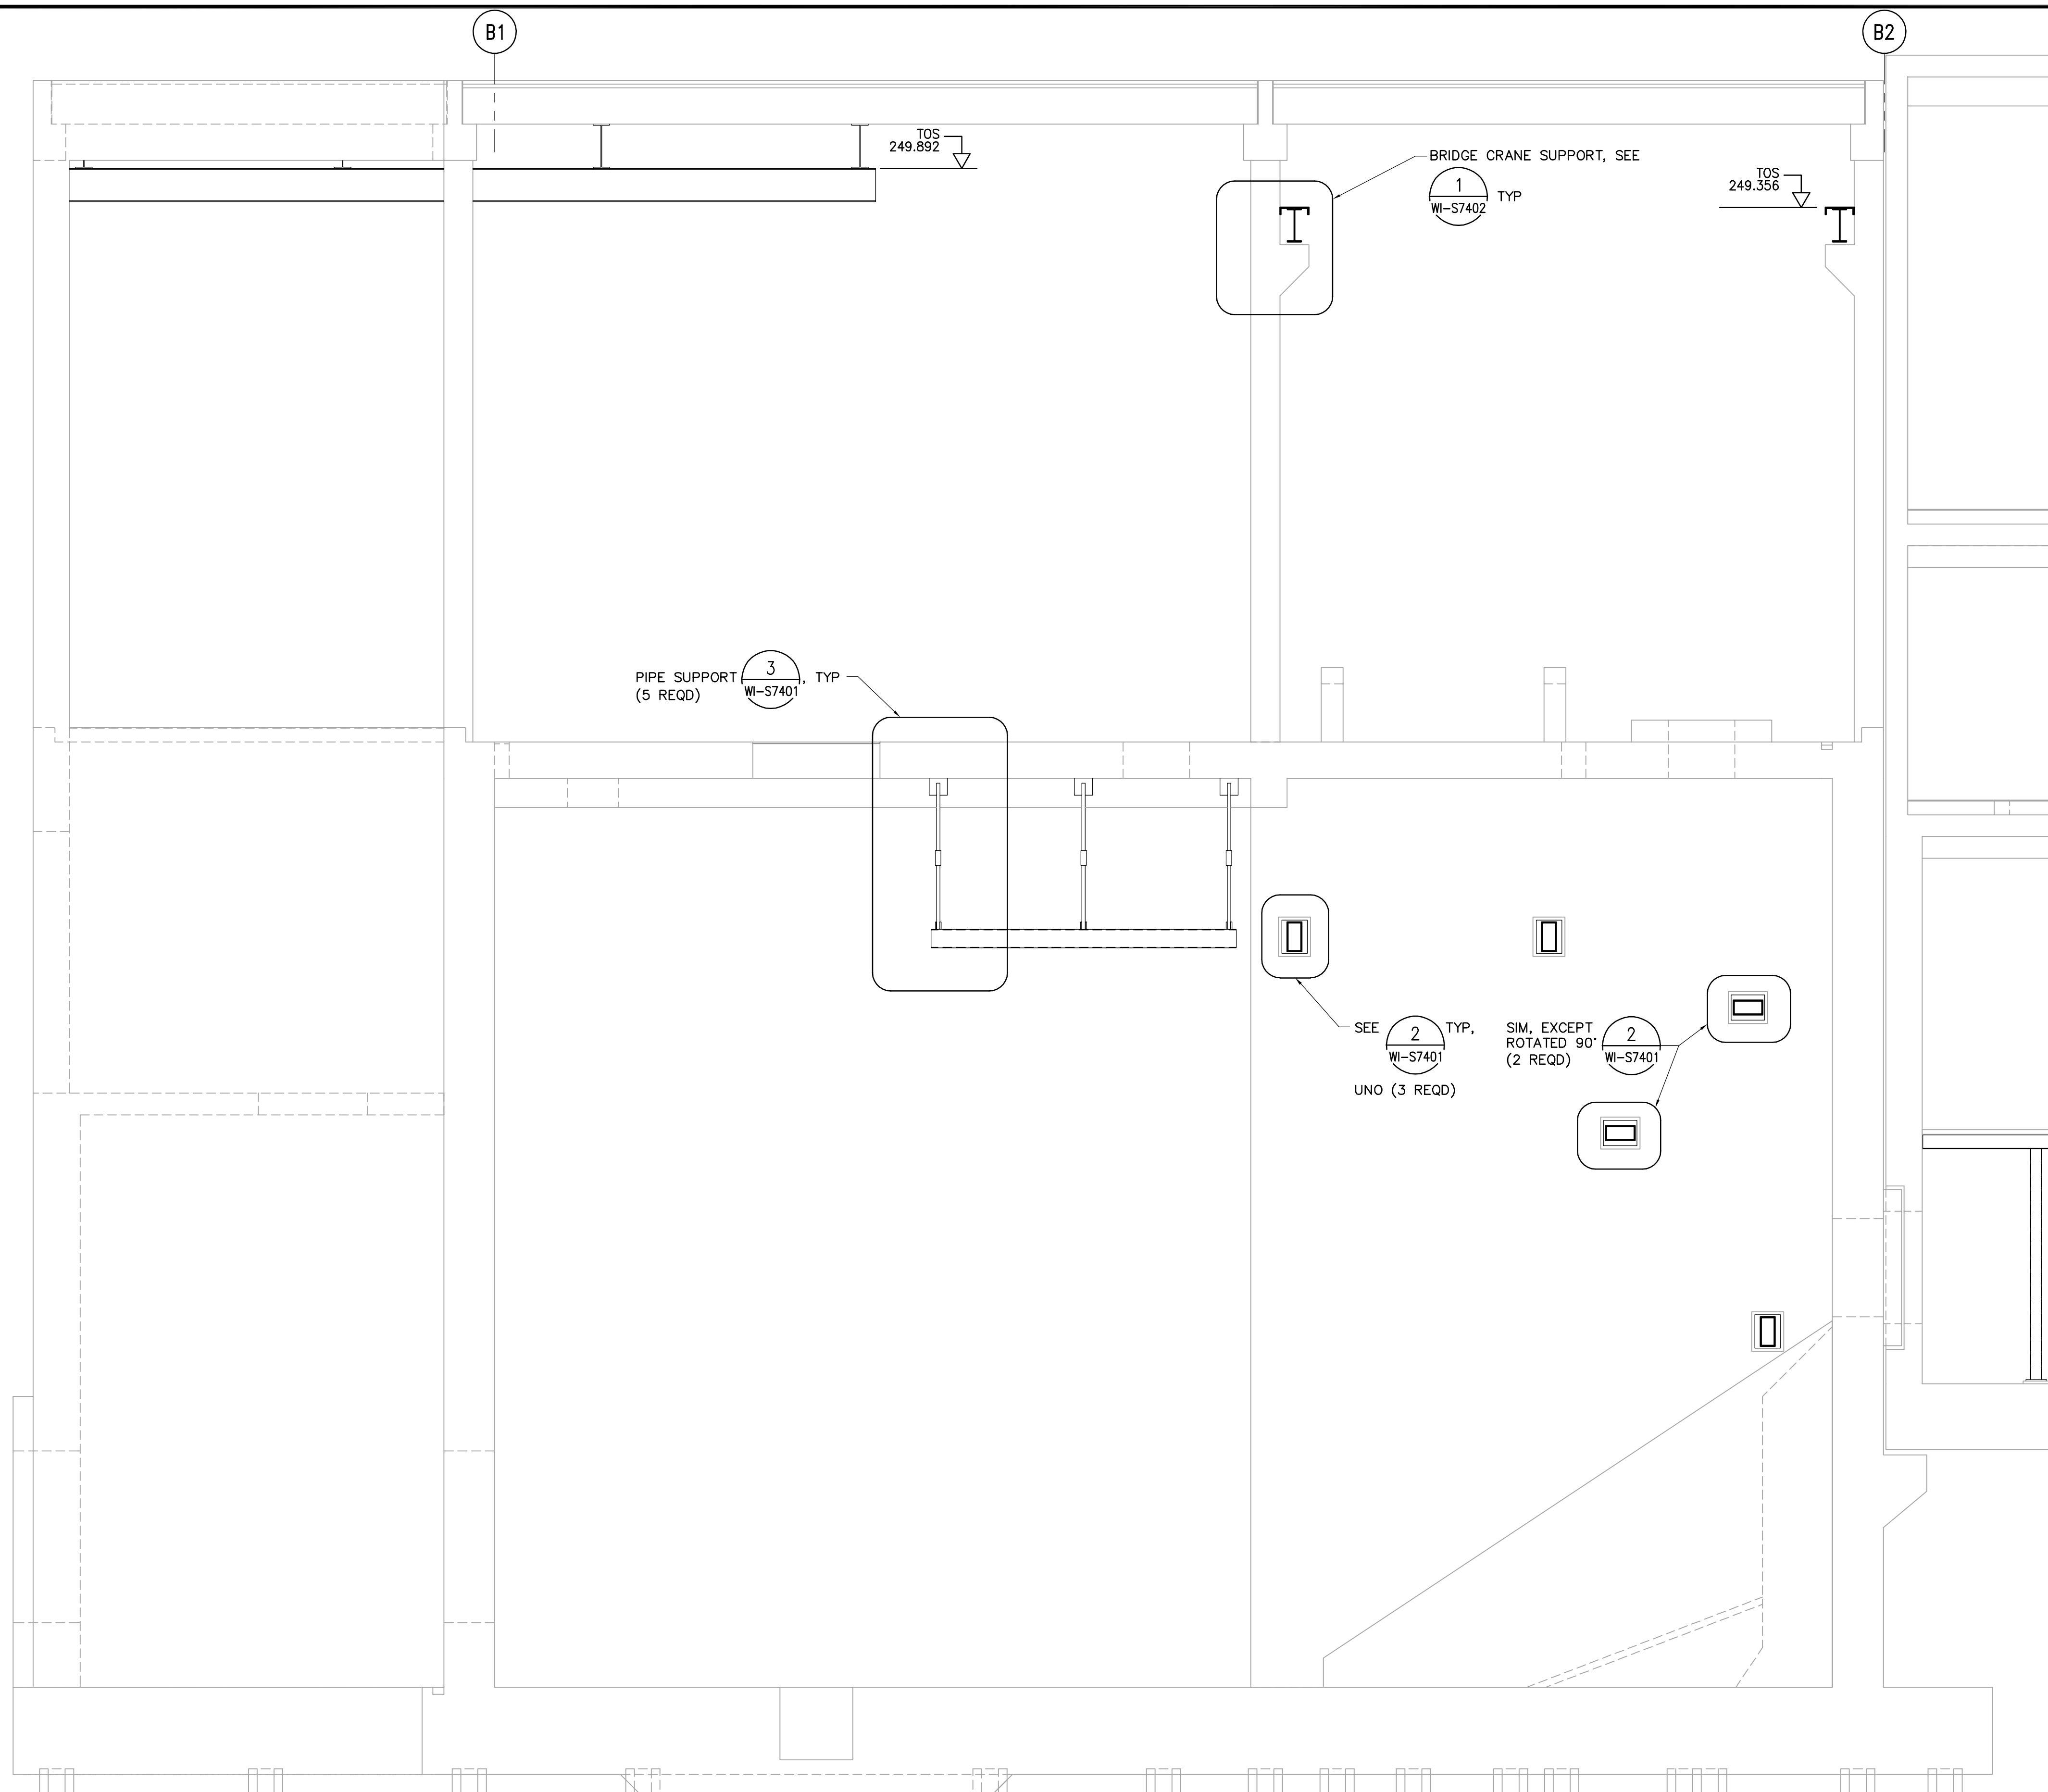 B1
B2
TOS
249.892
BRIDGE CRANE SUPPORT, SEE
1
WI-S7402
TYP
TOS
249.356
PIPE SUPPORT
3
WI-S7401
, TYP
(5 REQD)
SEE
2
WI-S7401
TYP,
UNO (3 REQD)
SIM, EXCEPT
ROTATED 90°
(2 REQD)
2
WI-S7401